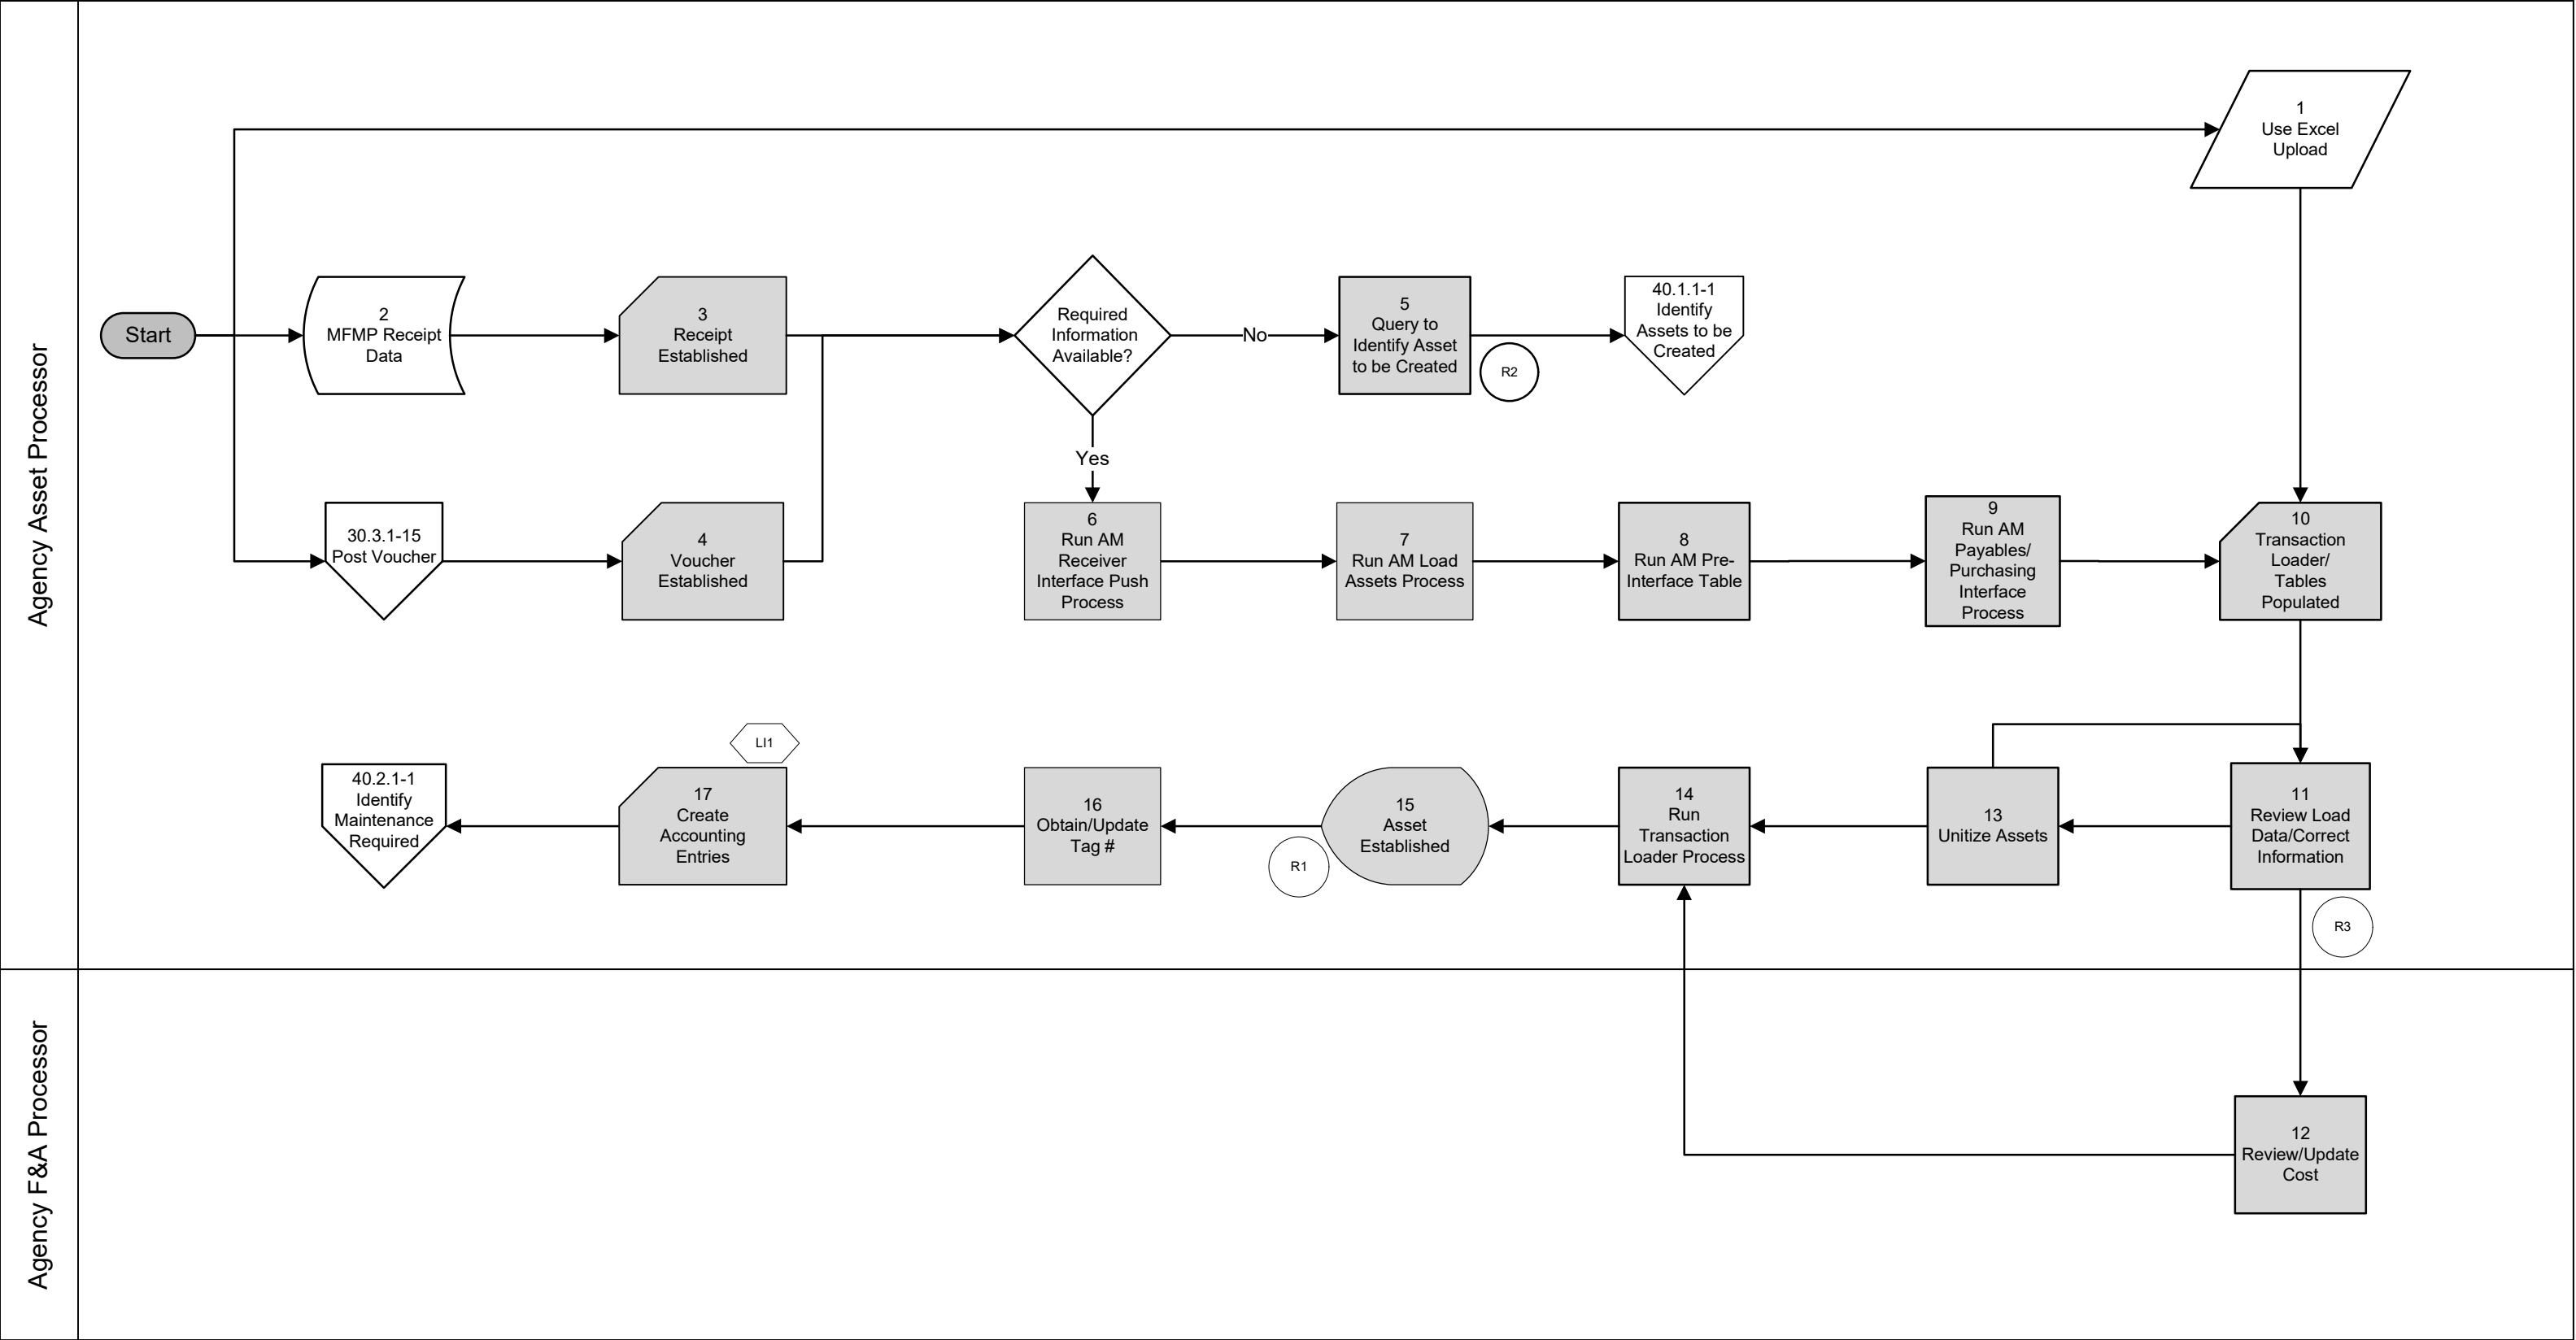 Agency Asset Processor
1
Use Excel
Upload
Start
2
MFMP Receipt
Data
3
Receipt
Established
Required
Information
Available?
No
5
Query to
Identify Asset
to be Created
R2
40.1.1-1
Identify
Assets to be
Created
Yes
30.3.1-15
Post Voucher
4
Voucher
Established
6
Run AM
Receiver
Interface Push
Process
7
Run AM Load
Assets Process
8
Run AM Pre-
Interface Table
9
Run AM
Payables/
Purchasing
Interface
Process
10
Transaction
Loader/
Tables
Populated
40.2.1-1
Identify
Maintenance
Required
LI1
17
Create
Accounting
Entries
16
Obtain/Update
Tag #
R1
15
Asset
Established
14
Run
Transaction
Loader Process
13
Unitize Assets
11
Review Load
Data/Correct
Information
R3
Agency F&A Processor
12
Review/Update
Cost